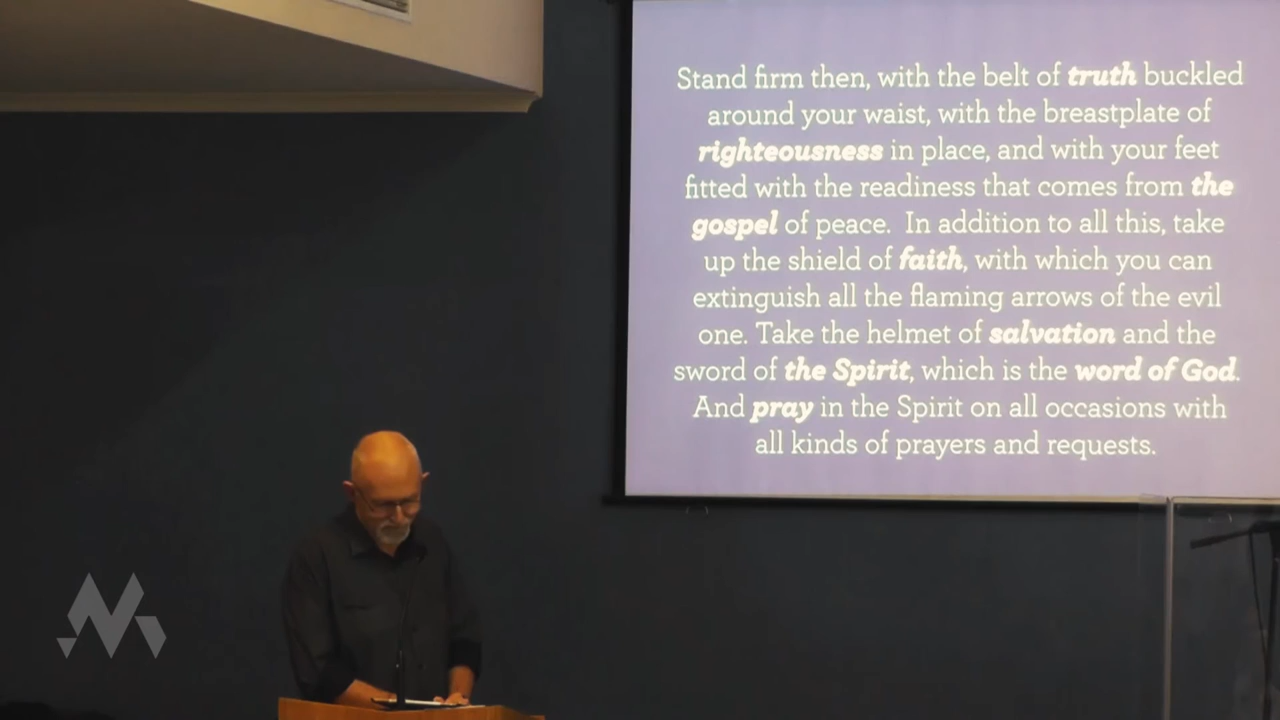 Stand firm then, with the belt of truth buckled
around your waist, with the breastplate of
righteousness in place, and with your feet
fitted with the readiness that comes from the
gospel of peace.  In addition to all this, take
up the shield of faith, with which you can
extinguish all the flaming arrows of the evil
one. Take the helmet of salvation and the
sword of the Spirit, which is the word of God.
And pray in the Spirit on all occasions with
all kinds of prayers and requests.